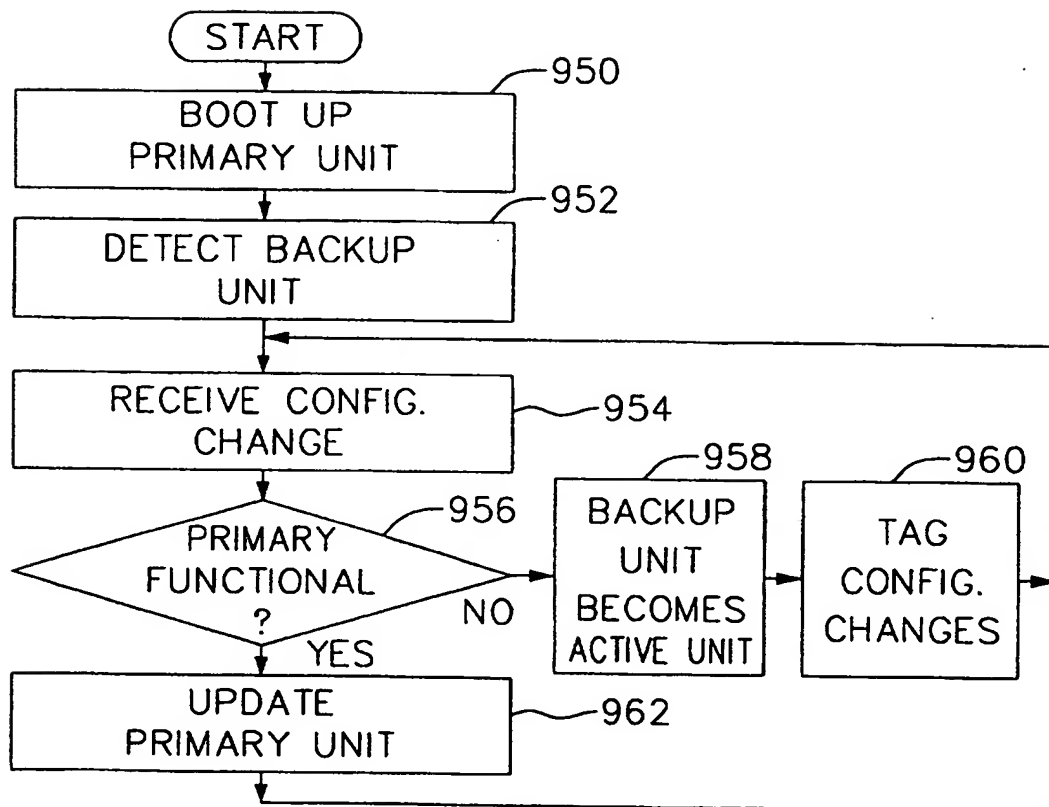 START
950
BOOT UP
PRIMARY UNIT
952
DETECT BACKUP
UNIT
RECEIVE CONFIG.
CHANGE
954
956
PRIMARY
FUNCTIONAL
?
NO
YES
958
BACKUP
UNIT
BECOMES
ACTIVE UNIT
960
TAG
CONFIG.
CHANGES
UPDATE
PRIMARY UNIT
962